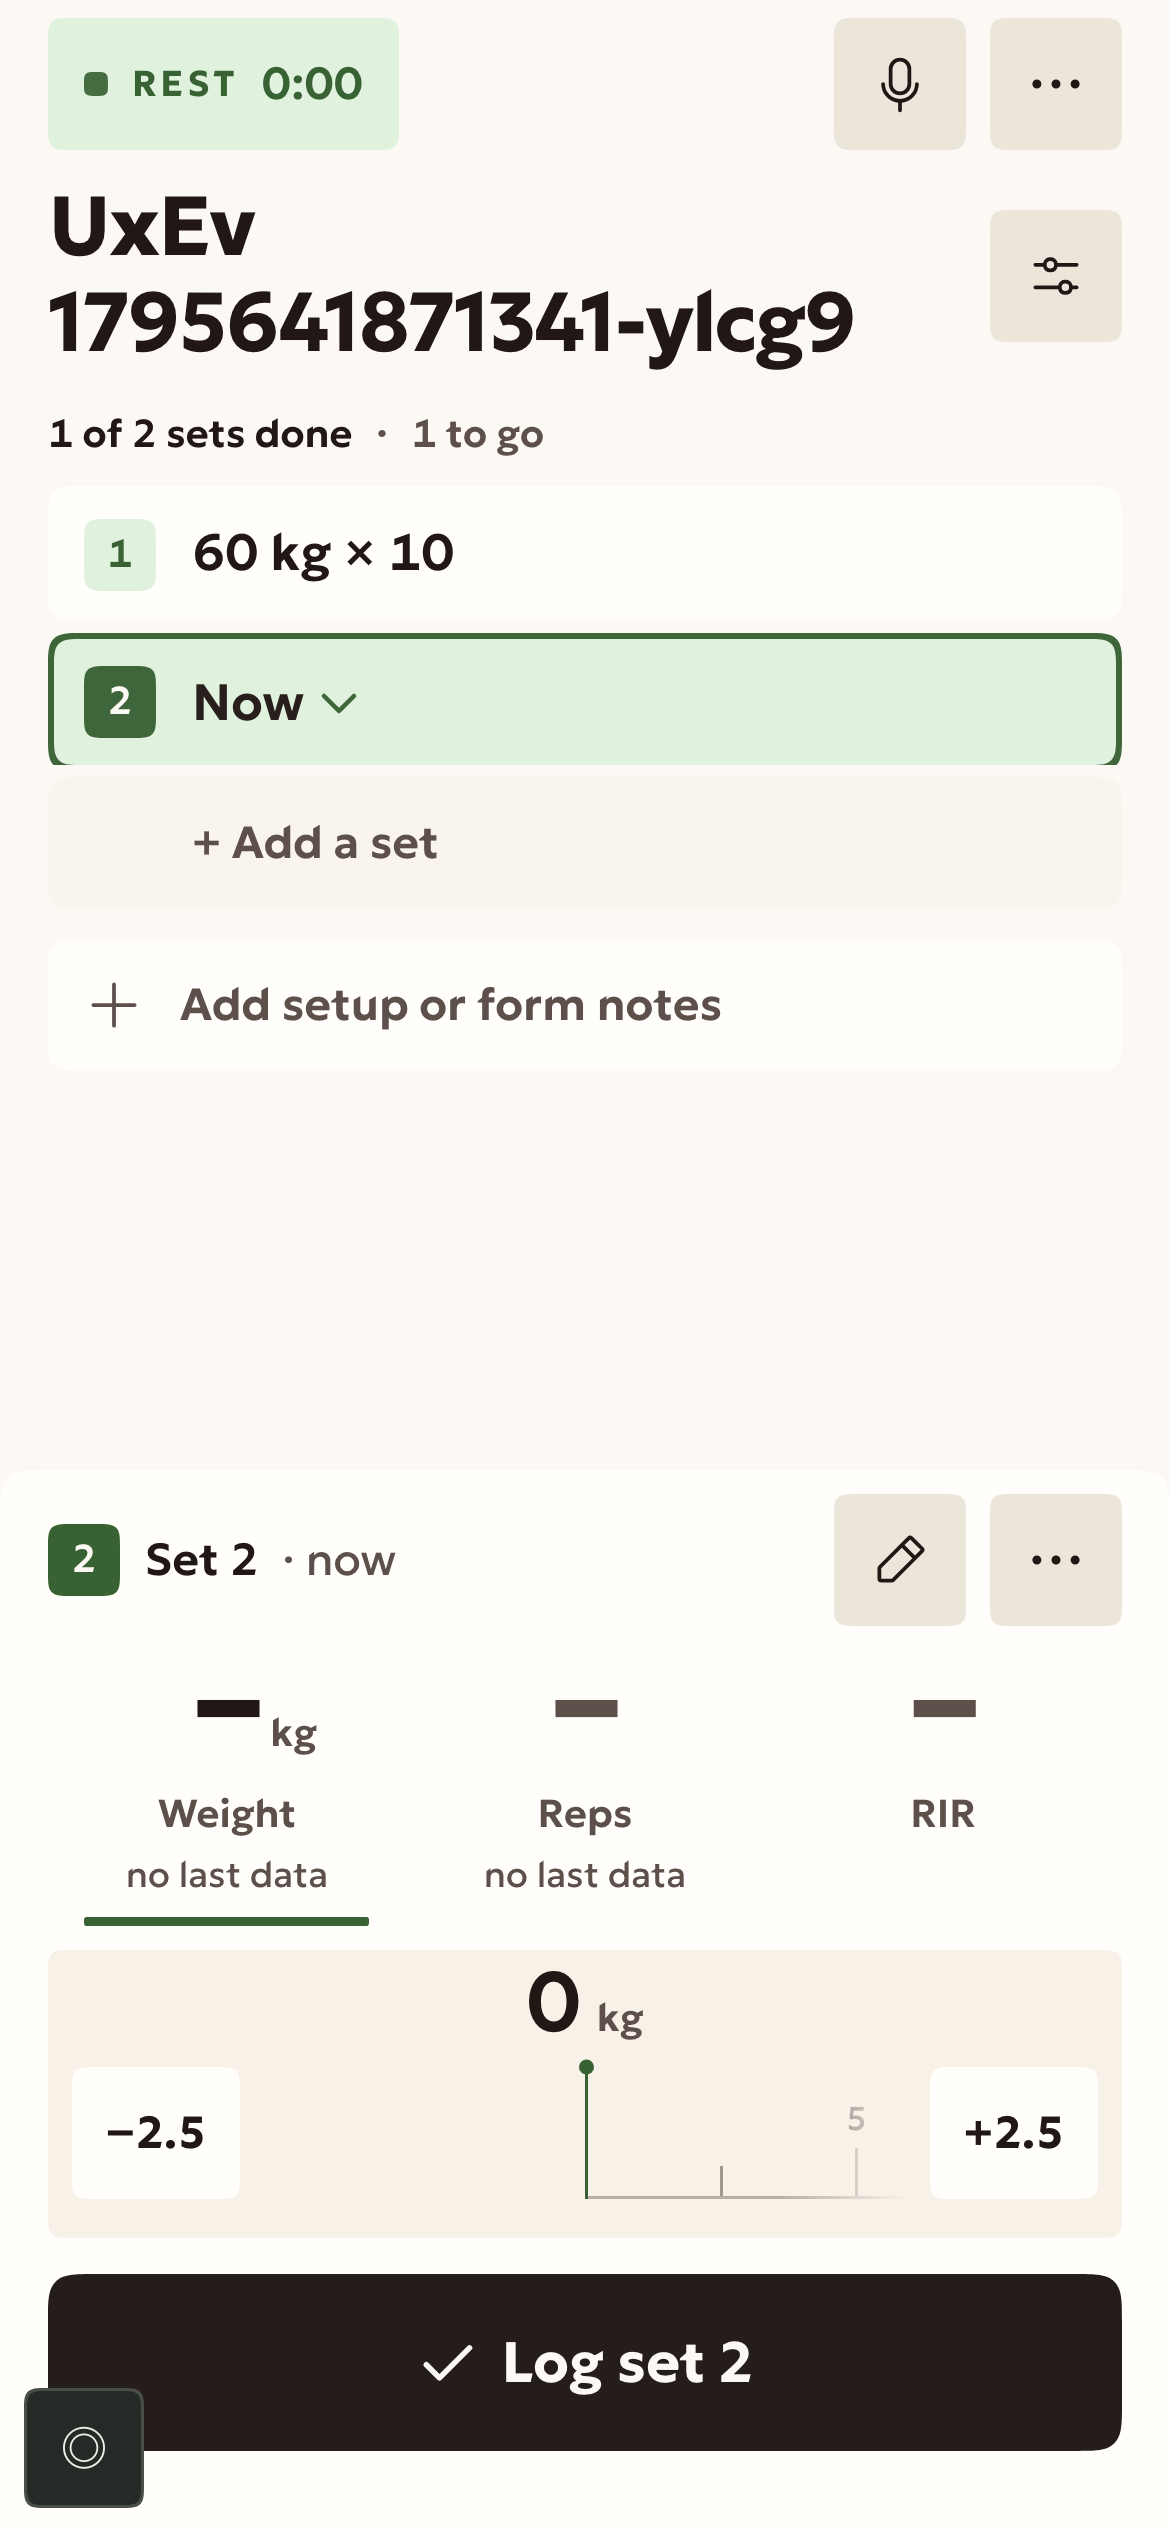 REST 0:00
UxEv
1795641871341-ylcg9
1 of 2 sets done · 1 to go
1 60 kg × 10
2 Now
+ Add a set
Add setup or form notes
2 Set 2 · now
– kg – –
Weight Reps RIR
no last data no last data
0 kg
5
−2.5 +2.5
Log set 2